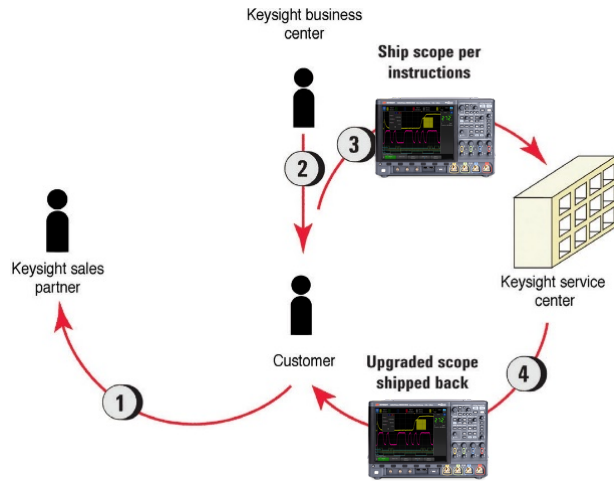 Keysight business
center
Ship scope per
instructions
3
2
Keysight sales
partner
Keysight service
center
Customer
Upgraded scope
shipped back
4
1